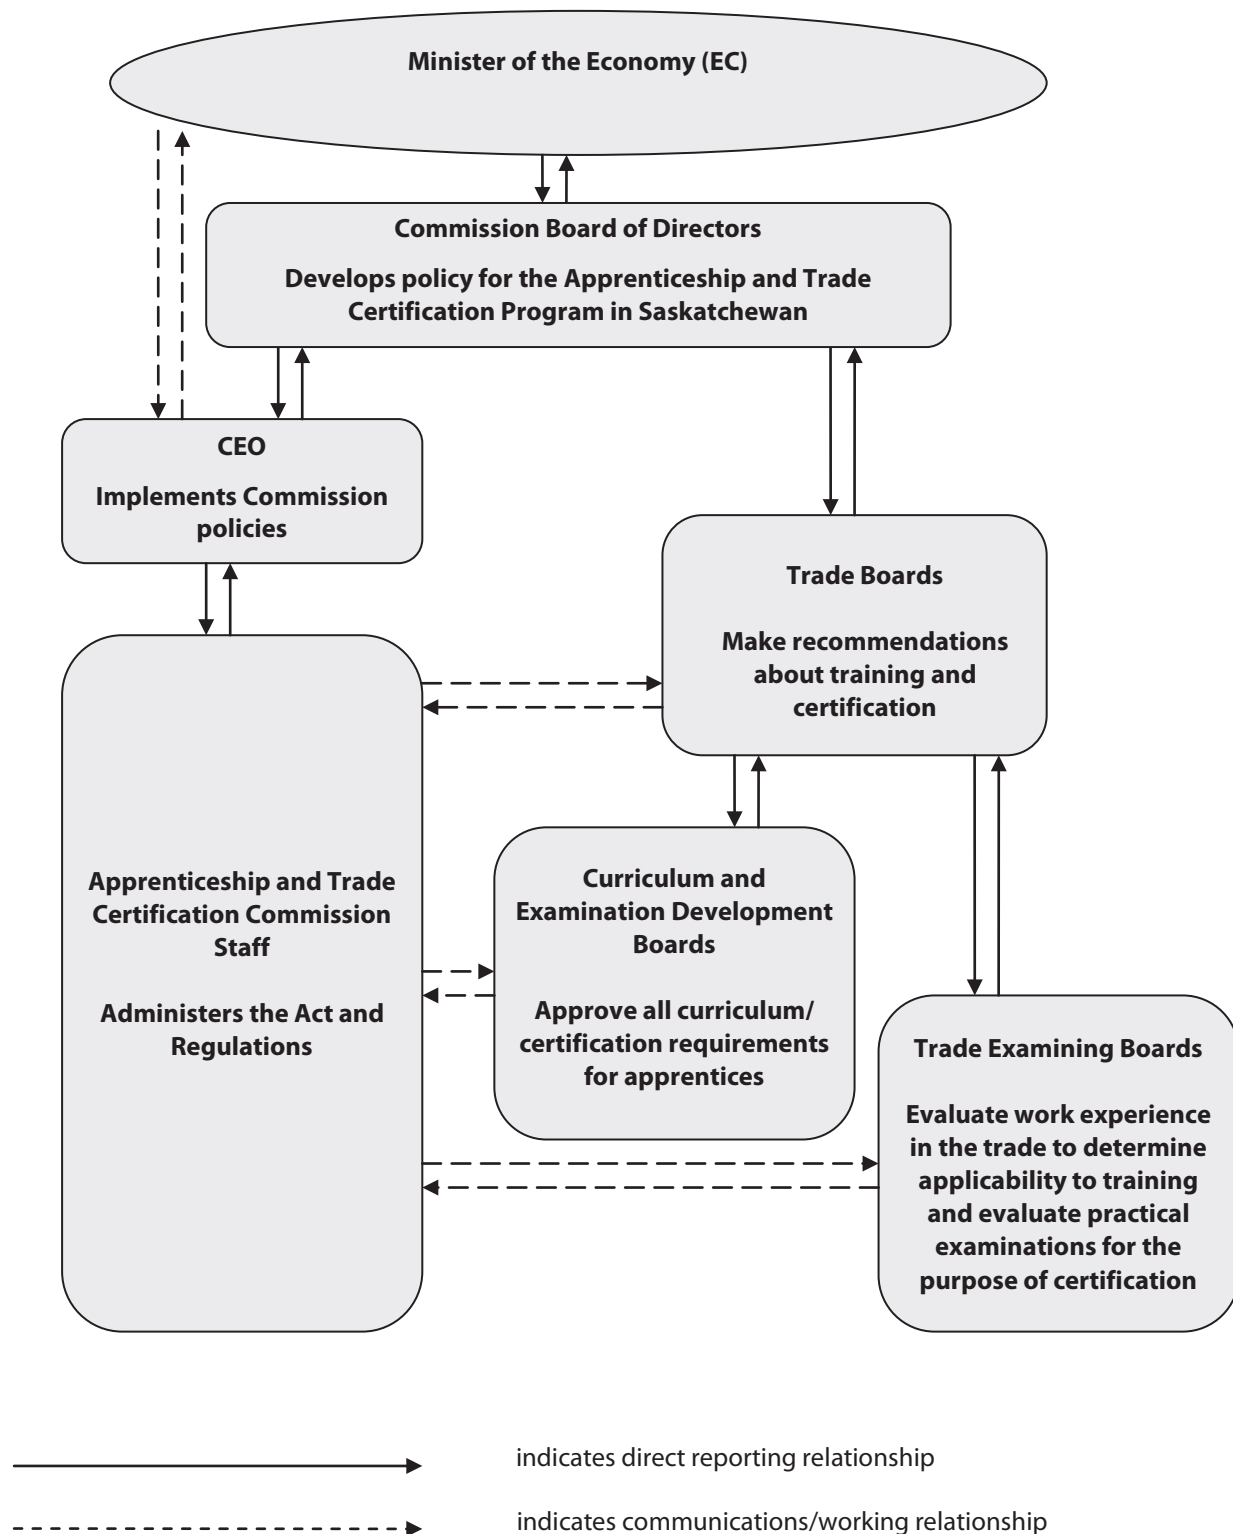 Minister of the Economy (EC)
Commission Board of Directors
Develops policy for the Apprenticeship and Trade
Certification Program in Saskatchewan
CEO
Implements Commission
policies
Trade Boards
Make recommendations
about training and
certification
Apprenticeship and Trade
Certification Commission
Staff
Administers the Act and
Regulations
Curriculum and
Examination Development
Boards
Approve all curriculum/
certification requirements
for apprentices
Trade Examining Boards
Evaluate work experience
in the trade to determine
applicability to training
and evaluate practical
examinations for the
purpose of certification
indicates direct reporting relationship
indicates communications/working relationship